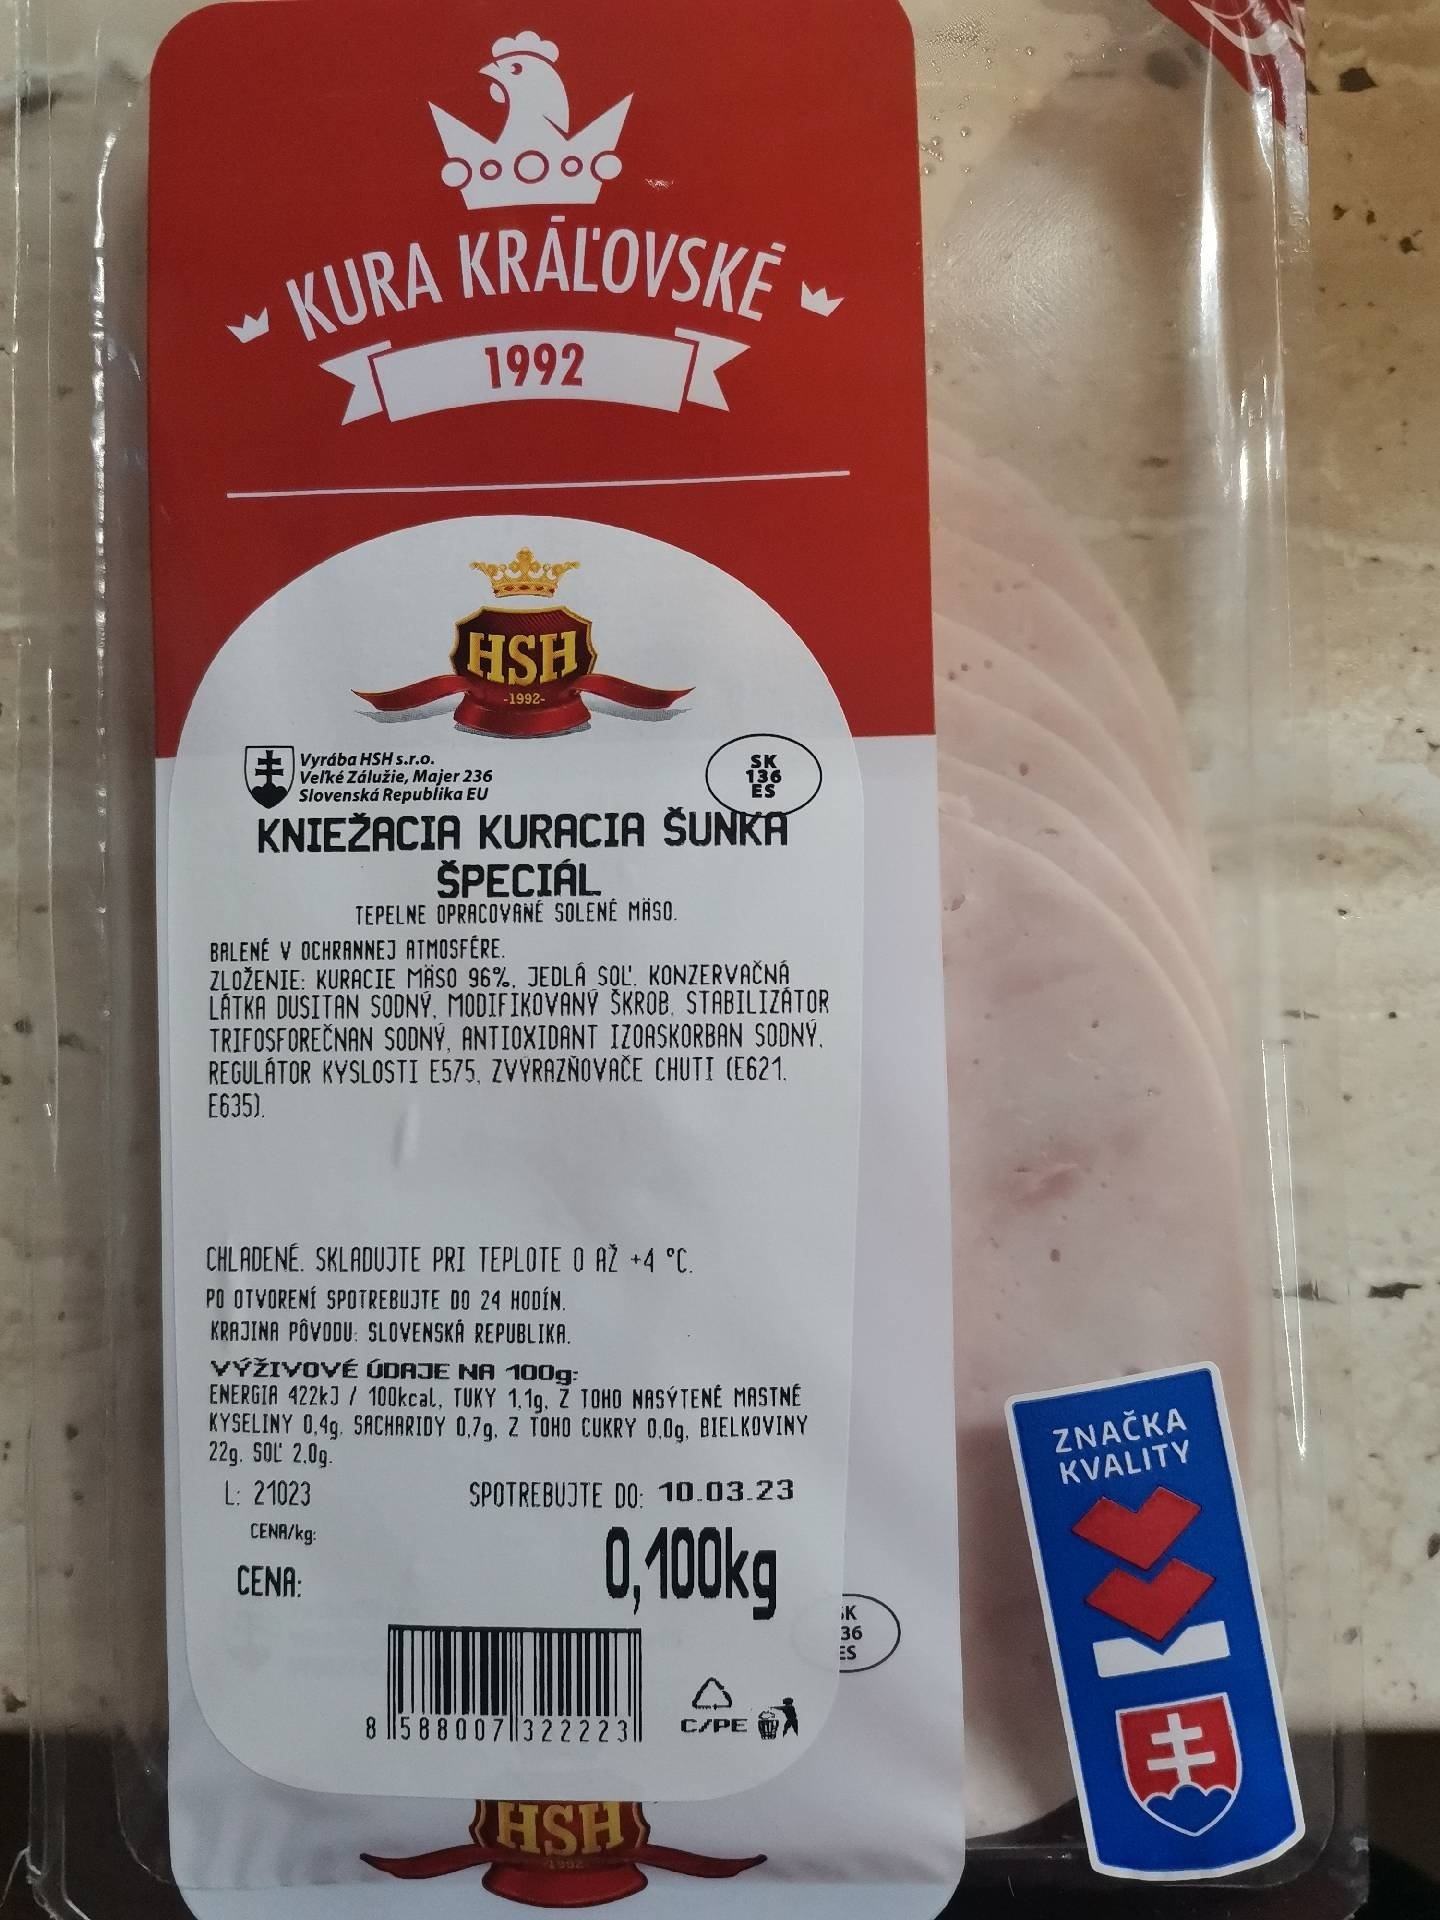 KURA KRÁĽOVSKÉ
1992
HSH
-1992-
Vyrába HSH s.r.o.
Veľké Zálužie, Majer 236
Slovenská Republika EU
SK
136
ES
KNIEŽACIA KURACIA ŠUNKA
ŠPECIÁL
TEPELNE OPRACOVANÉ SOLENÉ MÄSO.
BALENÉ V OCHRANNEJ ATMOSFÉRE.
ZLOŽENIE: KURACIE MÄSO 96%, JEDLÁ SOĽ, KONZERVAČNÁ
LÁTKA DUSITAN SODNÝ, MODIFIKOVANÝ ŠKROB, STABILIZÁTOR
TRIFOSFOREČNAN SODNÝ, ANTIOXIDANT IZOASKORBAN SODNÝ,
REGULÁTOR KYSLOSTI E575, ZVÝRAZŇOVAČE CHUTI (E621,
E635).
CHLADENÉ. SKLADUJTE PRI TEPLOTE 0 AŽ +4 °C.
PO OTVORENÍ SPOTREBUJTE DO 24 HODÍN.
KRAJINA PÔVODU: SLOVENSKÁ REPUBLIKA.
VÝŽIVOVÉ ÚDAJE NA 100g:
ENERGIA 422kJ / 100kcal, TUKY 1,1g, Z TOHO NASÝTENÉ MASTNÉ
KYSELINY 0,4g, SACHARIDY 0,7g, Z TOHO CUKRY 0,0g, BIELKOVINY
22g, SOĽ 2,0g.
L: 21023 SPOTREBUJTE DO: 10.03.23
CENA/kg:
CENA: 0,100kg
8 588007 322223
C/PE
SK
36
ES
HSH
1992
ZNAČKA
KVALITY